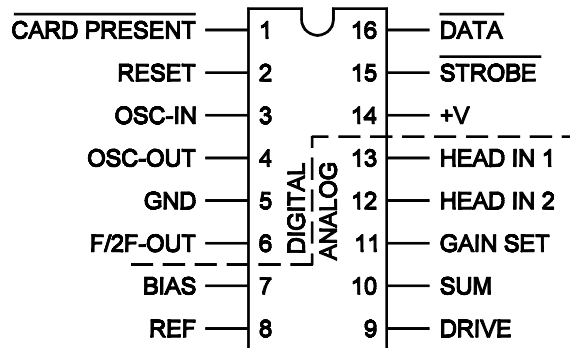 CARD PRESENT 1 16 DATA
RESET 2 15 STROBE
OSC-IN 3 14 +V
OSC-OUT 4 13 HEAD IN 1
GND 5 12 HEAD IN 2
F/2F-OUT 6 11 GAIN SET
BIAS 7 10 SUM
REF 8 9 DRIVE
DIGITAL
ANALOG